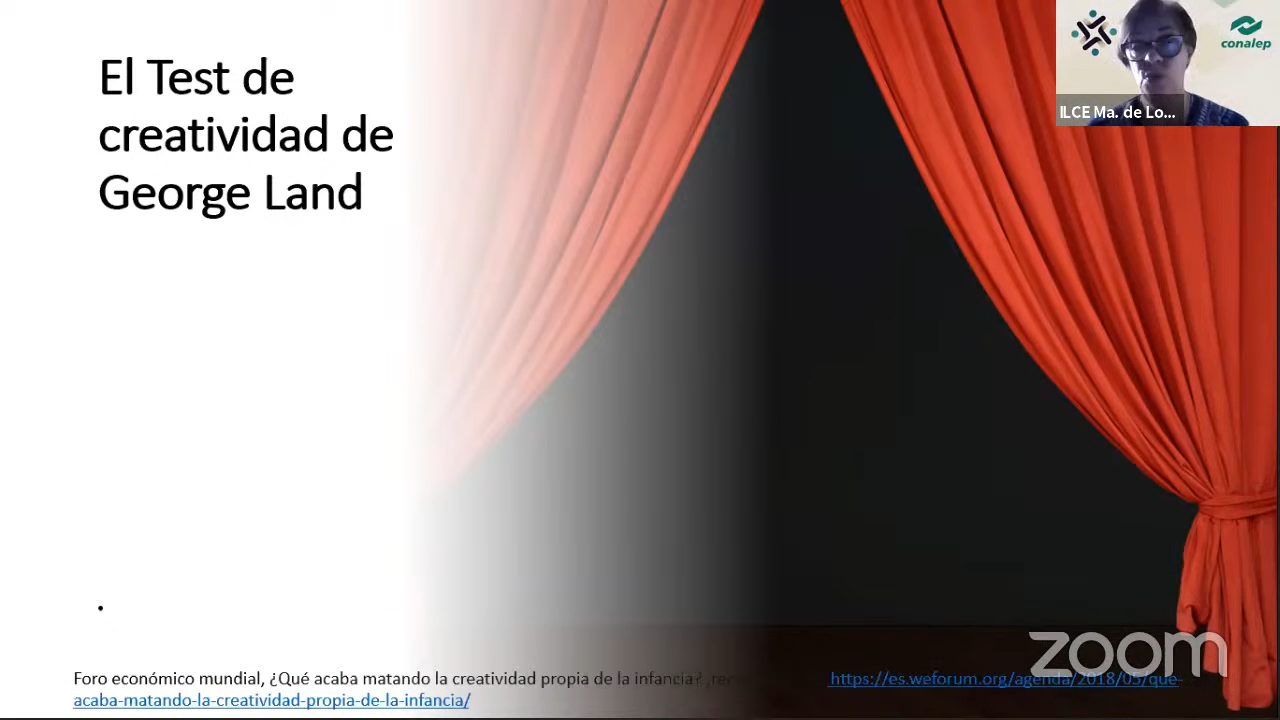 El Test de
creatividad de
George Land
conalep
ILCE Ma. de Lo...
•
zoom
Foro económico mundial, ¿Qué acaba matando la creatividad propia de la infancia? https://es.weforum.org/agenda/2018/05/que-
acaba-matando-la-creatividad-propia-de-la-infancia/